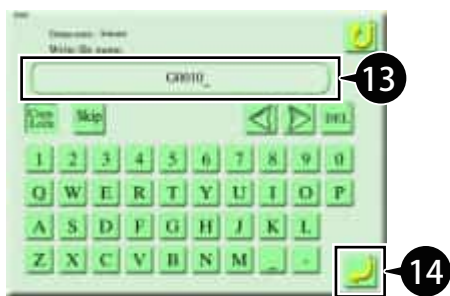 Write file name
G0010_
13
Caps
Lock
Skip
DEL
1 2 3 4 5 6 7 8 9 0
Q W E R T Y U I O P
A S D F G H J K L
Z X C V B N M _ -
14